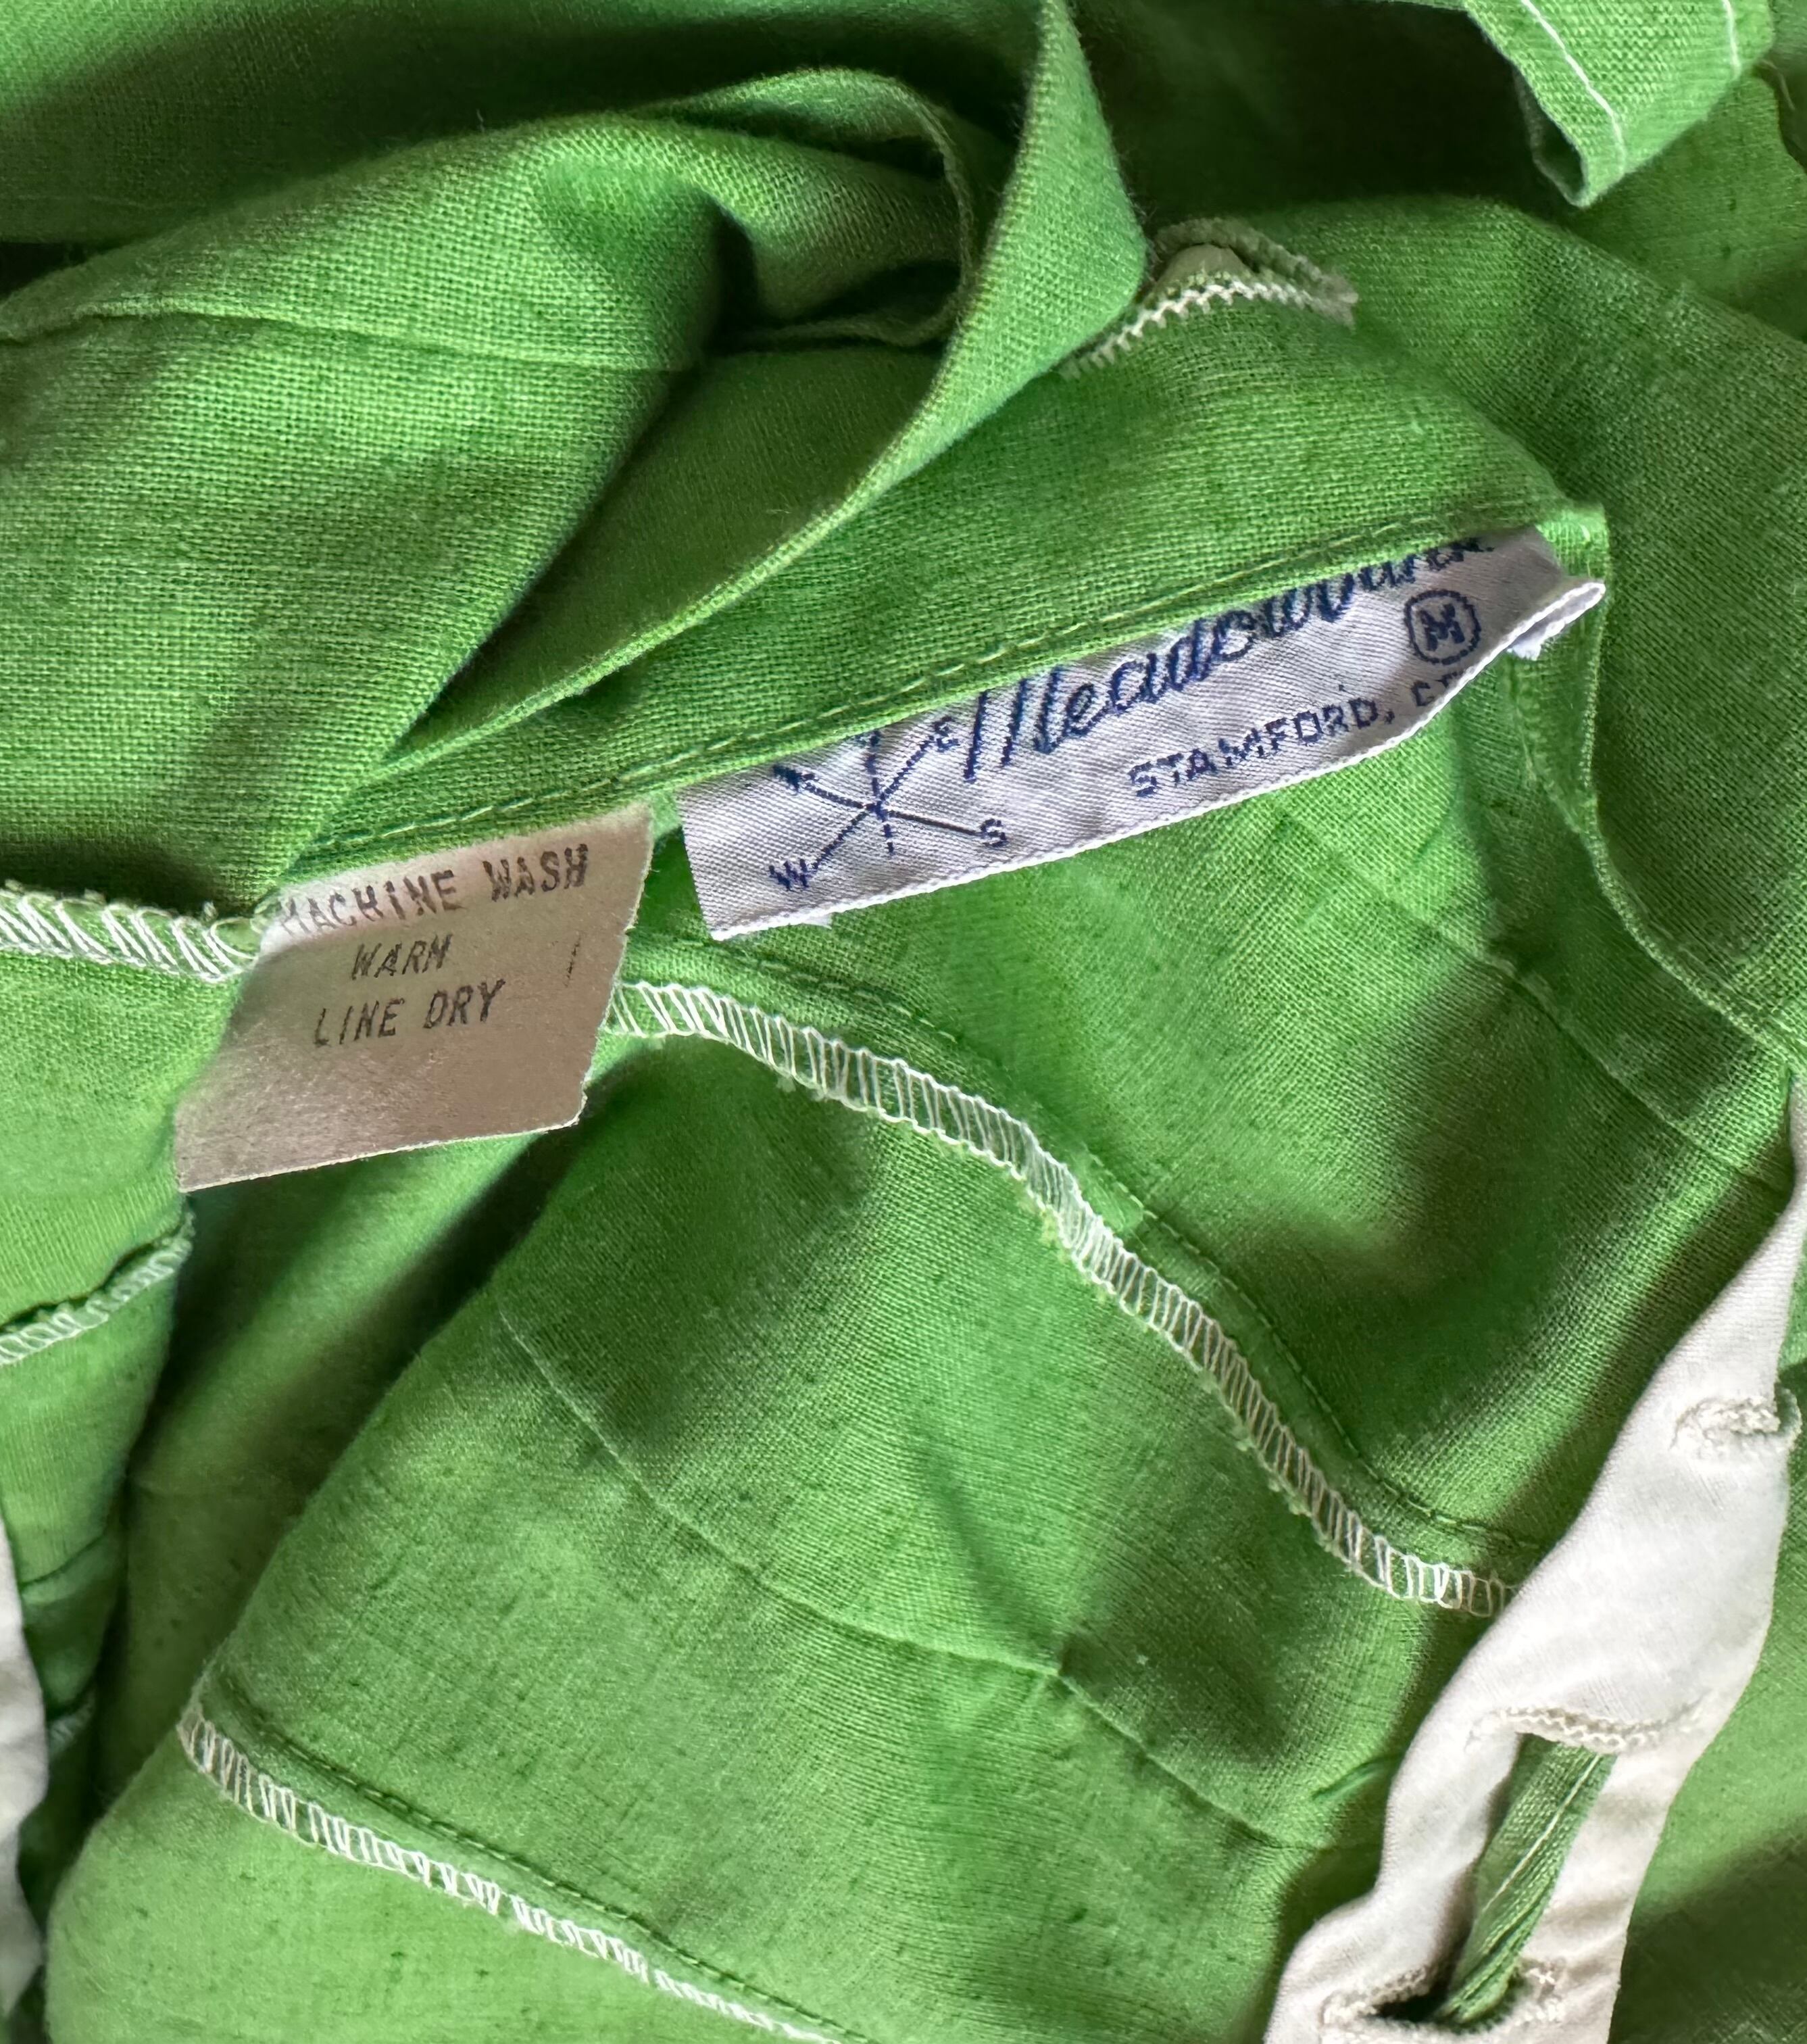 E
S
W
M
STAMFORD,
MACHINE WASH
WARM
LINE DRY